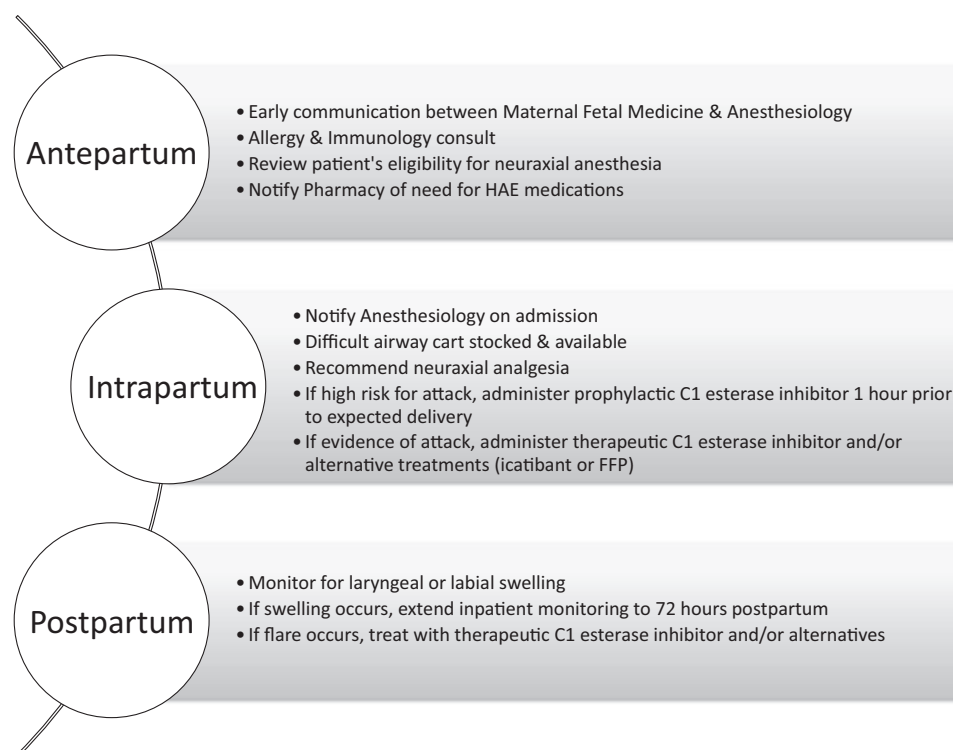 Antepartum
• Early communication between Maternal Fetal Medicine & Anesthesiology
• Allergy & Immunology consult
• Review patient's eligibility for neuraxial anesthesia
• Notify Pharmacy of need for HAE medications
Intrapartum
• Notify Anesthesiology on admission
• Difficult airway cart stocked & available
• Recommend neuraxial analgesia
• If high risk for attack, administer prophylactic C1 esterase inhibitor 1 hour prior
to expected delivery
• If evidence of attack, administer therapeutic C1 esterase inhibitor and/or
alternative treatments (icatibant or FFP)
Postpartum
• Monitor for laryngeal or labial swelling
• If swelling occurs, extend inpatient monitoring to 72 hours postpartum
• If flare occurs, treat with therapeutic C1 esterase inhibitor and/or alternatives